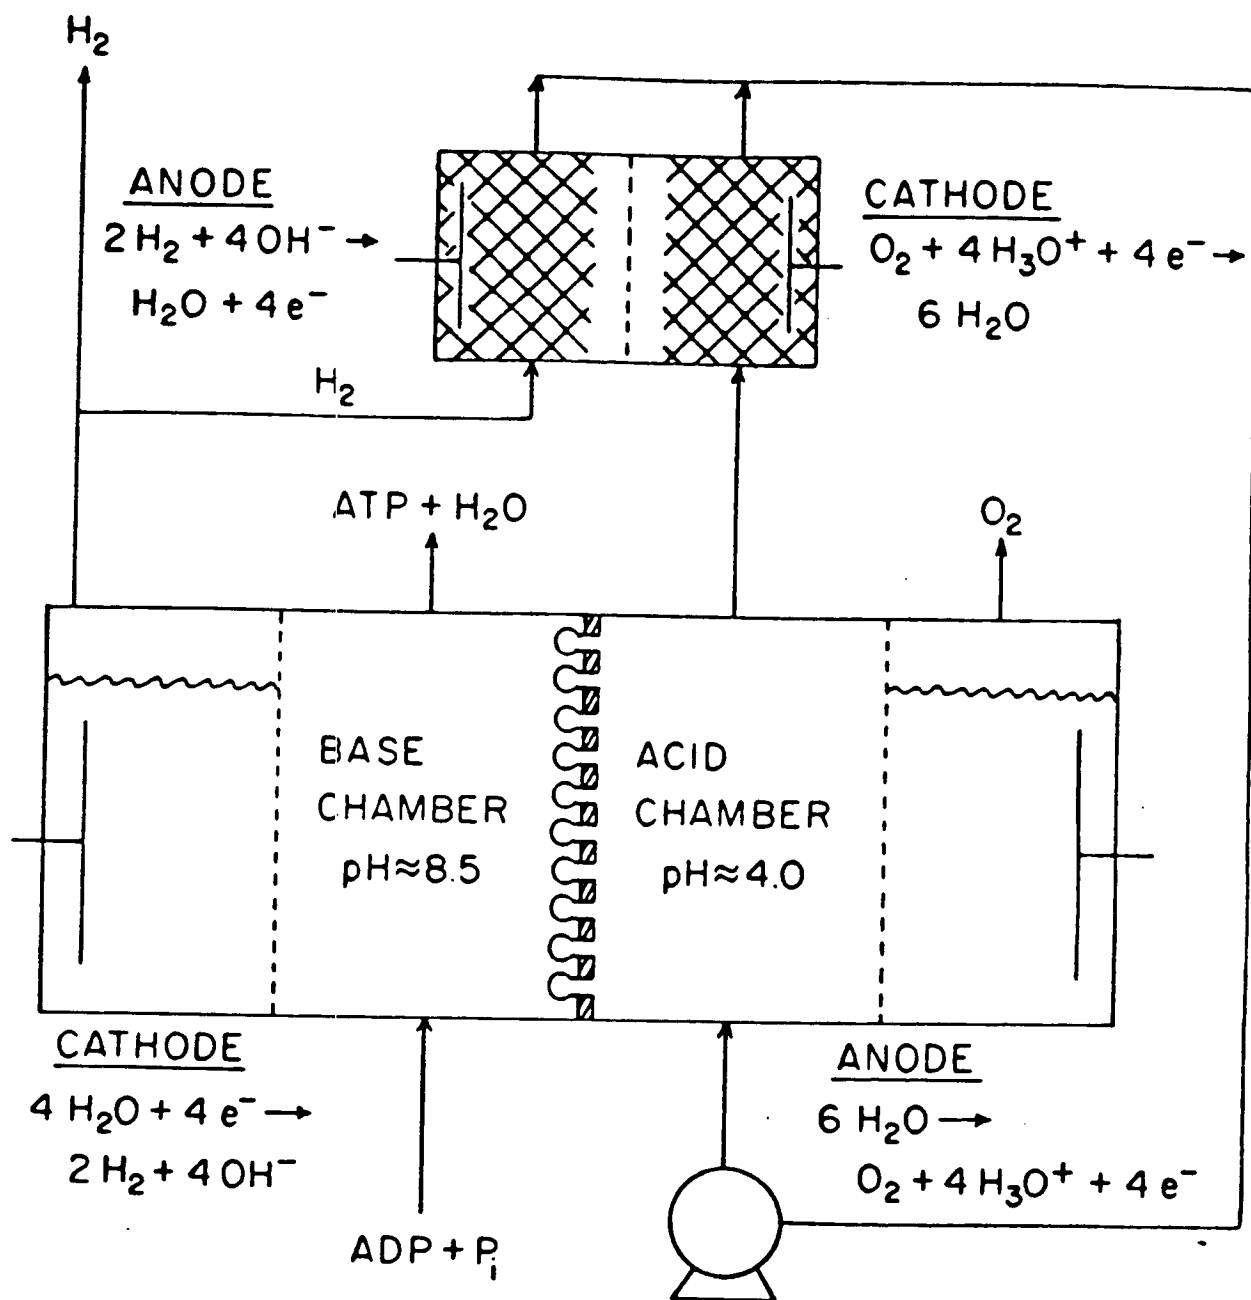 H₂
ANODE
2H₂ + 4OH⁻ →
H₂O + 4e⁻
CATHODE
O₂ + 4H₃O⁺ + 4e⁻ →
6H₂O
H₂
ATP + H₂O
O₂
BASE
CHAMBER
pH≈8.5
ACID
CHAMBER
pH≈4.0
CATHODE
4H₂O + 4e⁻ →
2H₂ + 4OH⁻
ANODE
6H₂O →
O₂ + 4H₃O⁺ + 4e⁻
ADP + Pᵢ